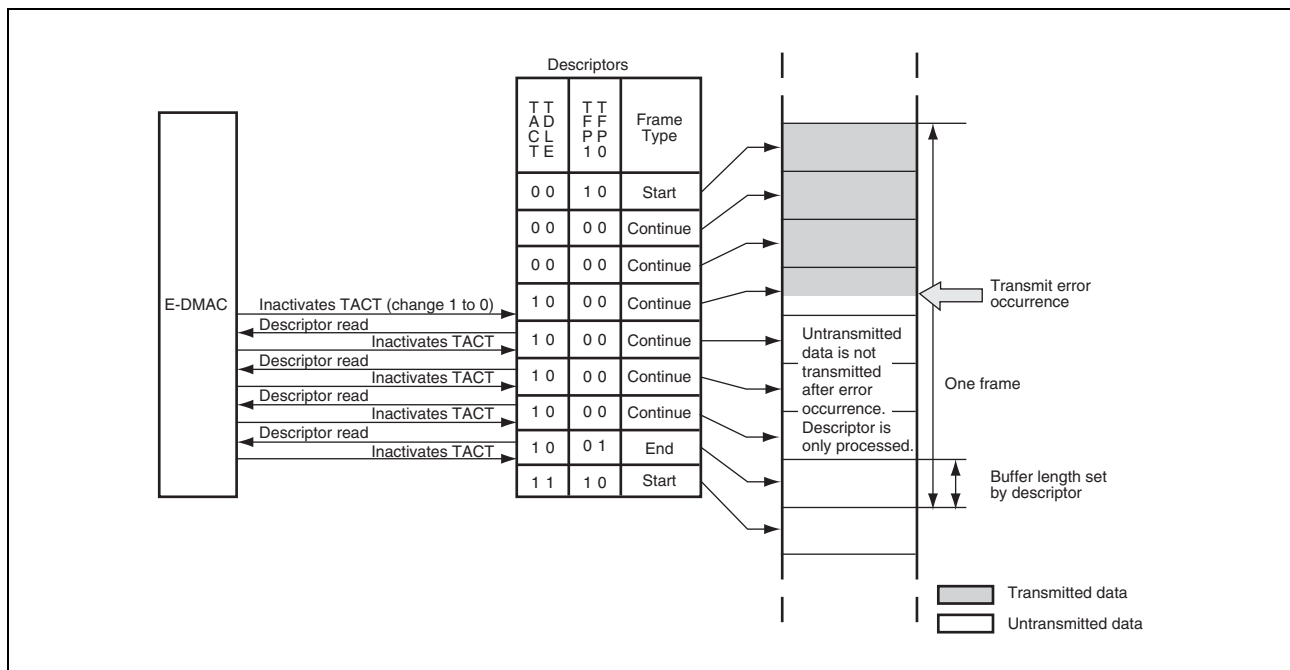 Descriptors
TACT TDLE TFP1 TFP0 Frame Type
0 0 1 0 Start
0 0 0 0 Continue
0 0 0 0 Continue
1 0 0 0 Continue
1 0 0 0 Continue
1 0 0 0 Continue
1 0 0 0 Continue
1 0 0 1 End
1 1 1 0 Start
E-DMAC
Inactivates TACT (change 1 to 0)
Descriptor read
Inactivates TACT
Descriptor read
Inactivates TACT
Descriptor read
Inactivates TACT
Descriptor read
Inactivates TACT
Untransmitted
data is not
transmitted
after error
occurrence.
Descriptor is
only processed.
Transmit error
occurrence
One frame
Buffer length set
by descriptor
Transmitted data
Untransmitted data